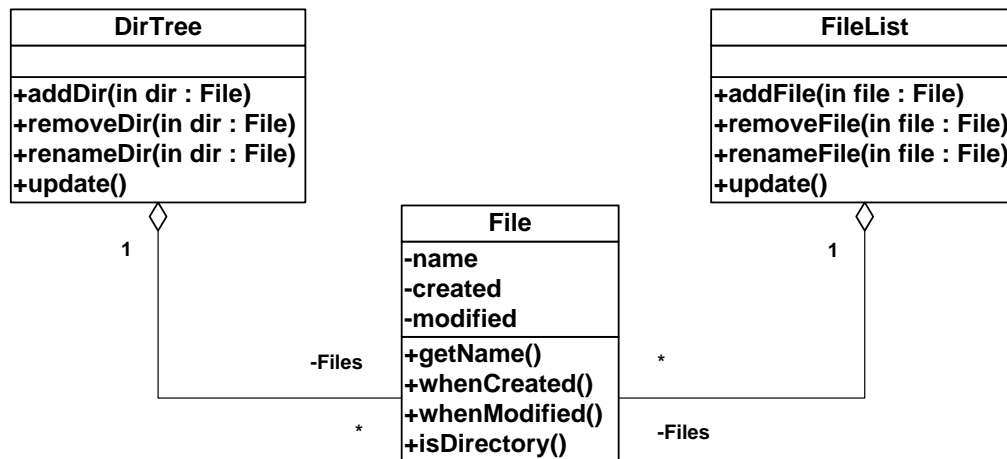 DirTree
+addDir(in dir : File)
+removeDir(in dir : File)
+renameDir(in dir : File)
+update()
1
-Files
*
File
-name
-created
-modified
+getName()
+whenCreated()
+whenModified()
+isDirectory()
FileList
+addFile(in file : File)
+removeFile(in file : File)
+renameFile(in file : File)
+update()
1
*
-Files